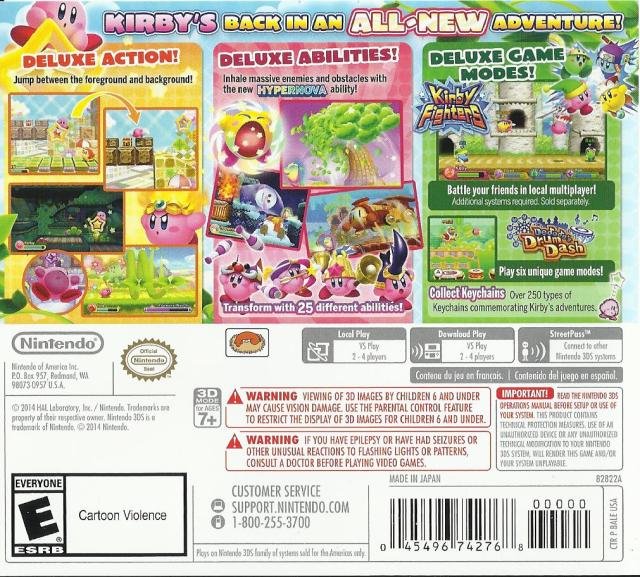 KIRBY'S BACK IN AN ALL-NEW ADVENTURE!
DELUXE ACTION!
Jump between the foreground and background!
DELUXE ABILITIES!
Inhale massive enemies and obstacles with
the new HYPERNOVA ability!
Transform with 25 different abilities!
DELUXE GAME
MODES!
Kirby
Fighters
Battle your friends in local multiplayer!
Additional systems required. Sold separately.
Dedede's
Drum
Dash
Play six unique game modes!
Collect Keychains Over 250 types of
Keychains commemorating Kirby's adventures.
Nintendo
Nintendo of America Inc.
P.O. Box 957, Redmond, WA
98073-0957 U.S.A.
Official
Nintendo
Seal
Local Play
VS Play
2 - 4 players
Download Play
VS Play
2 - 4 players
StreetPass™
Connect to other
Nintendo 3DS systems
Contenu du jeu en français. | Contenido del juego en español.
© 2014 HAL Laboratory, Inc. / Nintendo. Trademarks are
property of their respective owner. Nintendo 3DS is a
trademark of Nintendo. © 2014 Nintendo.
3D
MODE
for AGES
7+
WARNING VIEWING OF 3D IMAGES BY CHILDREN 6 AND UNDER
MAY CAUSE VISION DAMAGE. USE THE PARENTAL CONTROL FEATURE
TO RESTRICT THE DISPLAY OF 3D IMAGES FOR CHILDREN 6 AND UNDER.
WARNING IF YOU HAVE EPILEPSY OR HAVE HAD SEIZURES OR
OTHER UNUSUAL REACTIONS TO FLASHING LIGHTS OR PATTERNS,
CONSULT A DOCTOR BEFORE PLAYING VIDEO GAMES.
IMPORTANT! READ THE NINTENDO 3DS
OPERATIONS MANUAL BEFORE SETUP OR USE OF
YOUR SYSTEM. THIS PRODUCT CONTAINS
TECHNICAL PROTECTION MEASURES. USE OF AN
UNAUTHORIZED DEVICE OR ANY UNAUTHORIZED
TECHNICAL MODIFICATION TO YOUR NINTENDO
3DS SYSTEM, WILL RENDER THIS GAME AND/OR
YOUR SYSTEM UNPLAYABLE.
MADE IN JAPAN
82822A
EVERYONE
E
ESRB
Cartoon Violence
CUSTOMER SERVICE
SUPPORT.NINTENDO.COM
1-800-255-3700
Plays on Nintendo 3DS family of systems sold for the Americas only.
0 45496 74276 8
00000
CTR P BALE USA